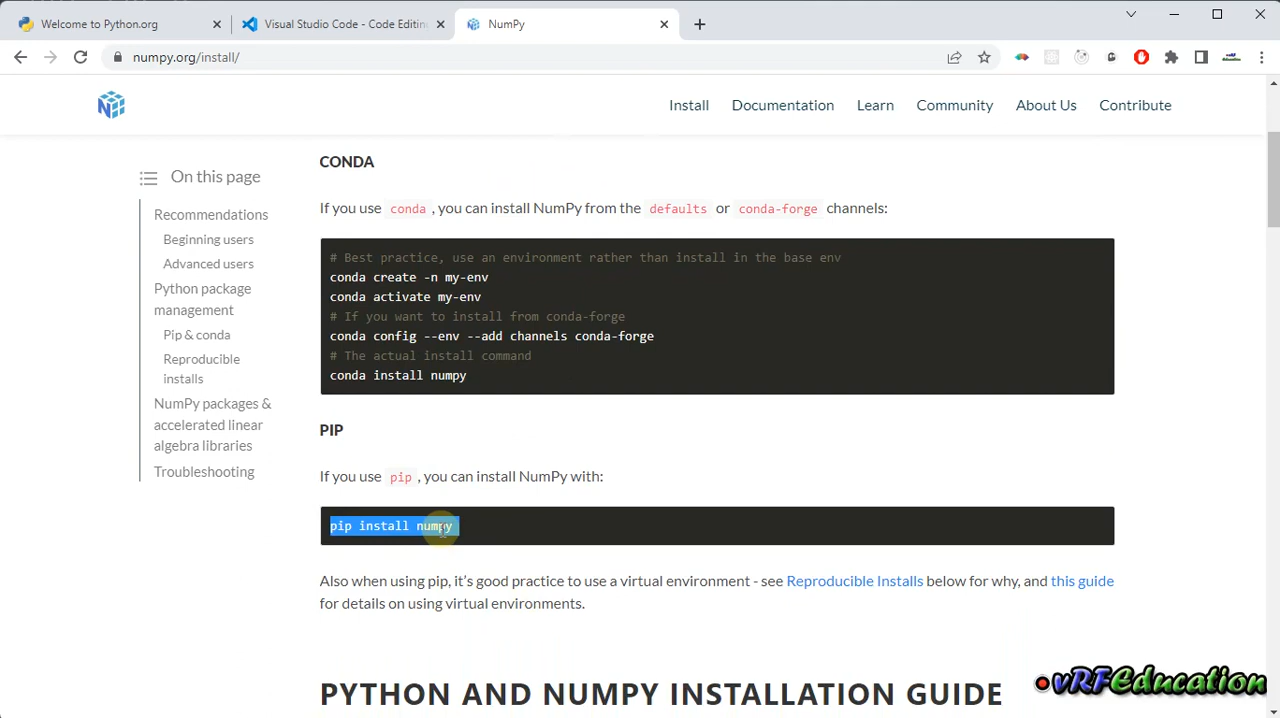 Welcome to Python.org
Visual Studio Code - Code Editing
NumPy
numpy.org/install/
Install
Documentation
Learn
Community
About Us
Contribute
On this page
Recommendations
Beginning users
Advanced users
Python package
management
Pip & conda
Reproducible
installs
NumPy packages &
accelerated linear
algebra libraries
Troubleshooting
CONDA
If you use conda , you can install NumPy from the defaults or conda-forge channels:
# Best practice, use an environment rather than install in the base env
conda create -n my-env
conda activate my-env
# If you want to install from conda-forge
conda config --env --add channels conda-forge
# The actual install command
conda install numpy
PIP
If you use pip , you can install NumPy with:
pip install numpy
Also when using pip, it’s good practice to use a virtual environment - see Reproducible Installs below for why, and this guide
for details on using virtual environments.
PYTHON AND NUMPY INSTALLATION GUIDE
vRFEducation